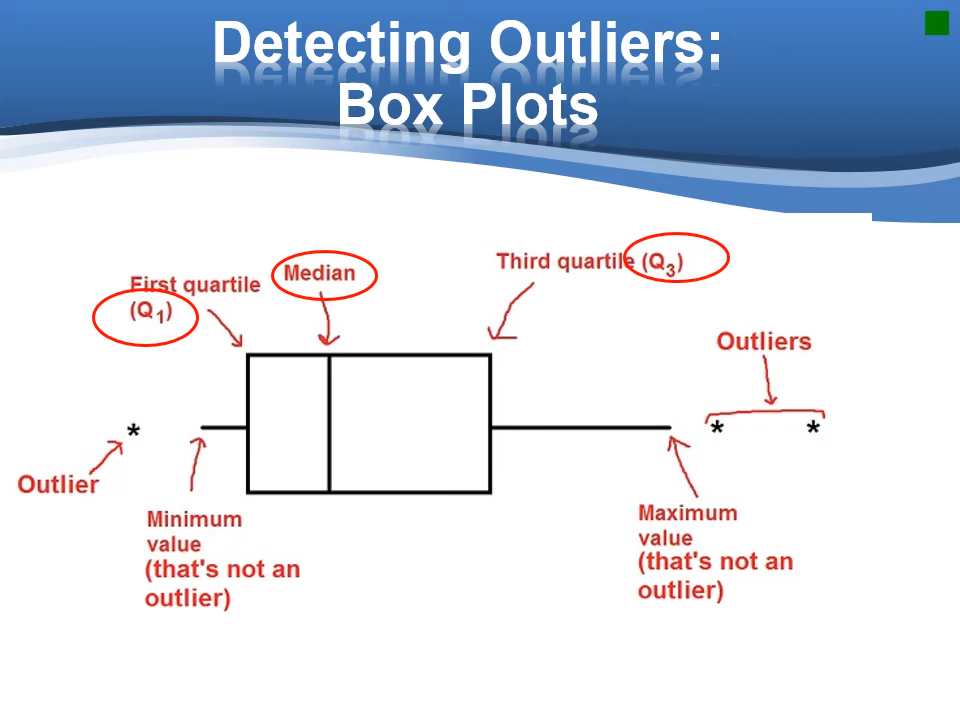 Detecting Outliers:
Box Plots
First quartile
(Q1)
Median
Third quartile (Q3)
Outliers
*
*
*
Outlier
Minimum
value
(that's not an
outlier)
Maximum
value
(that's not an
outlier)